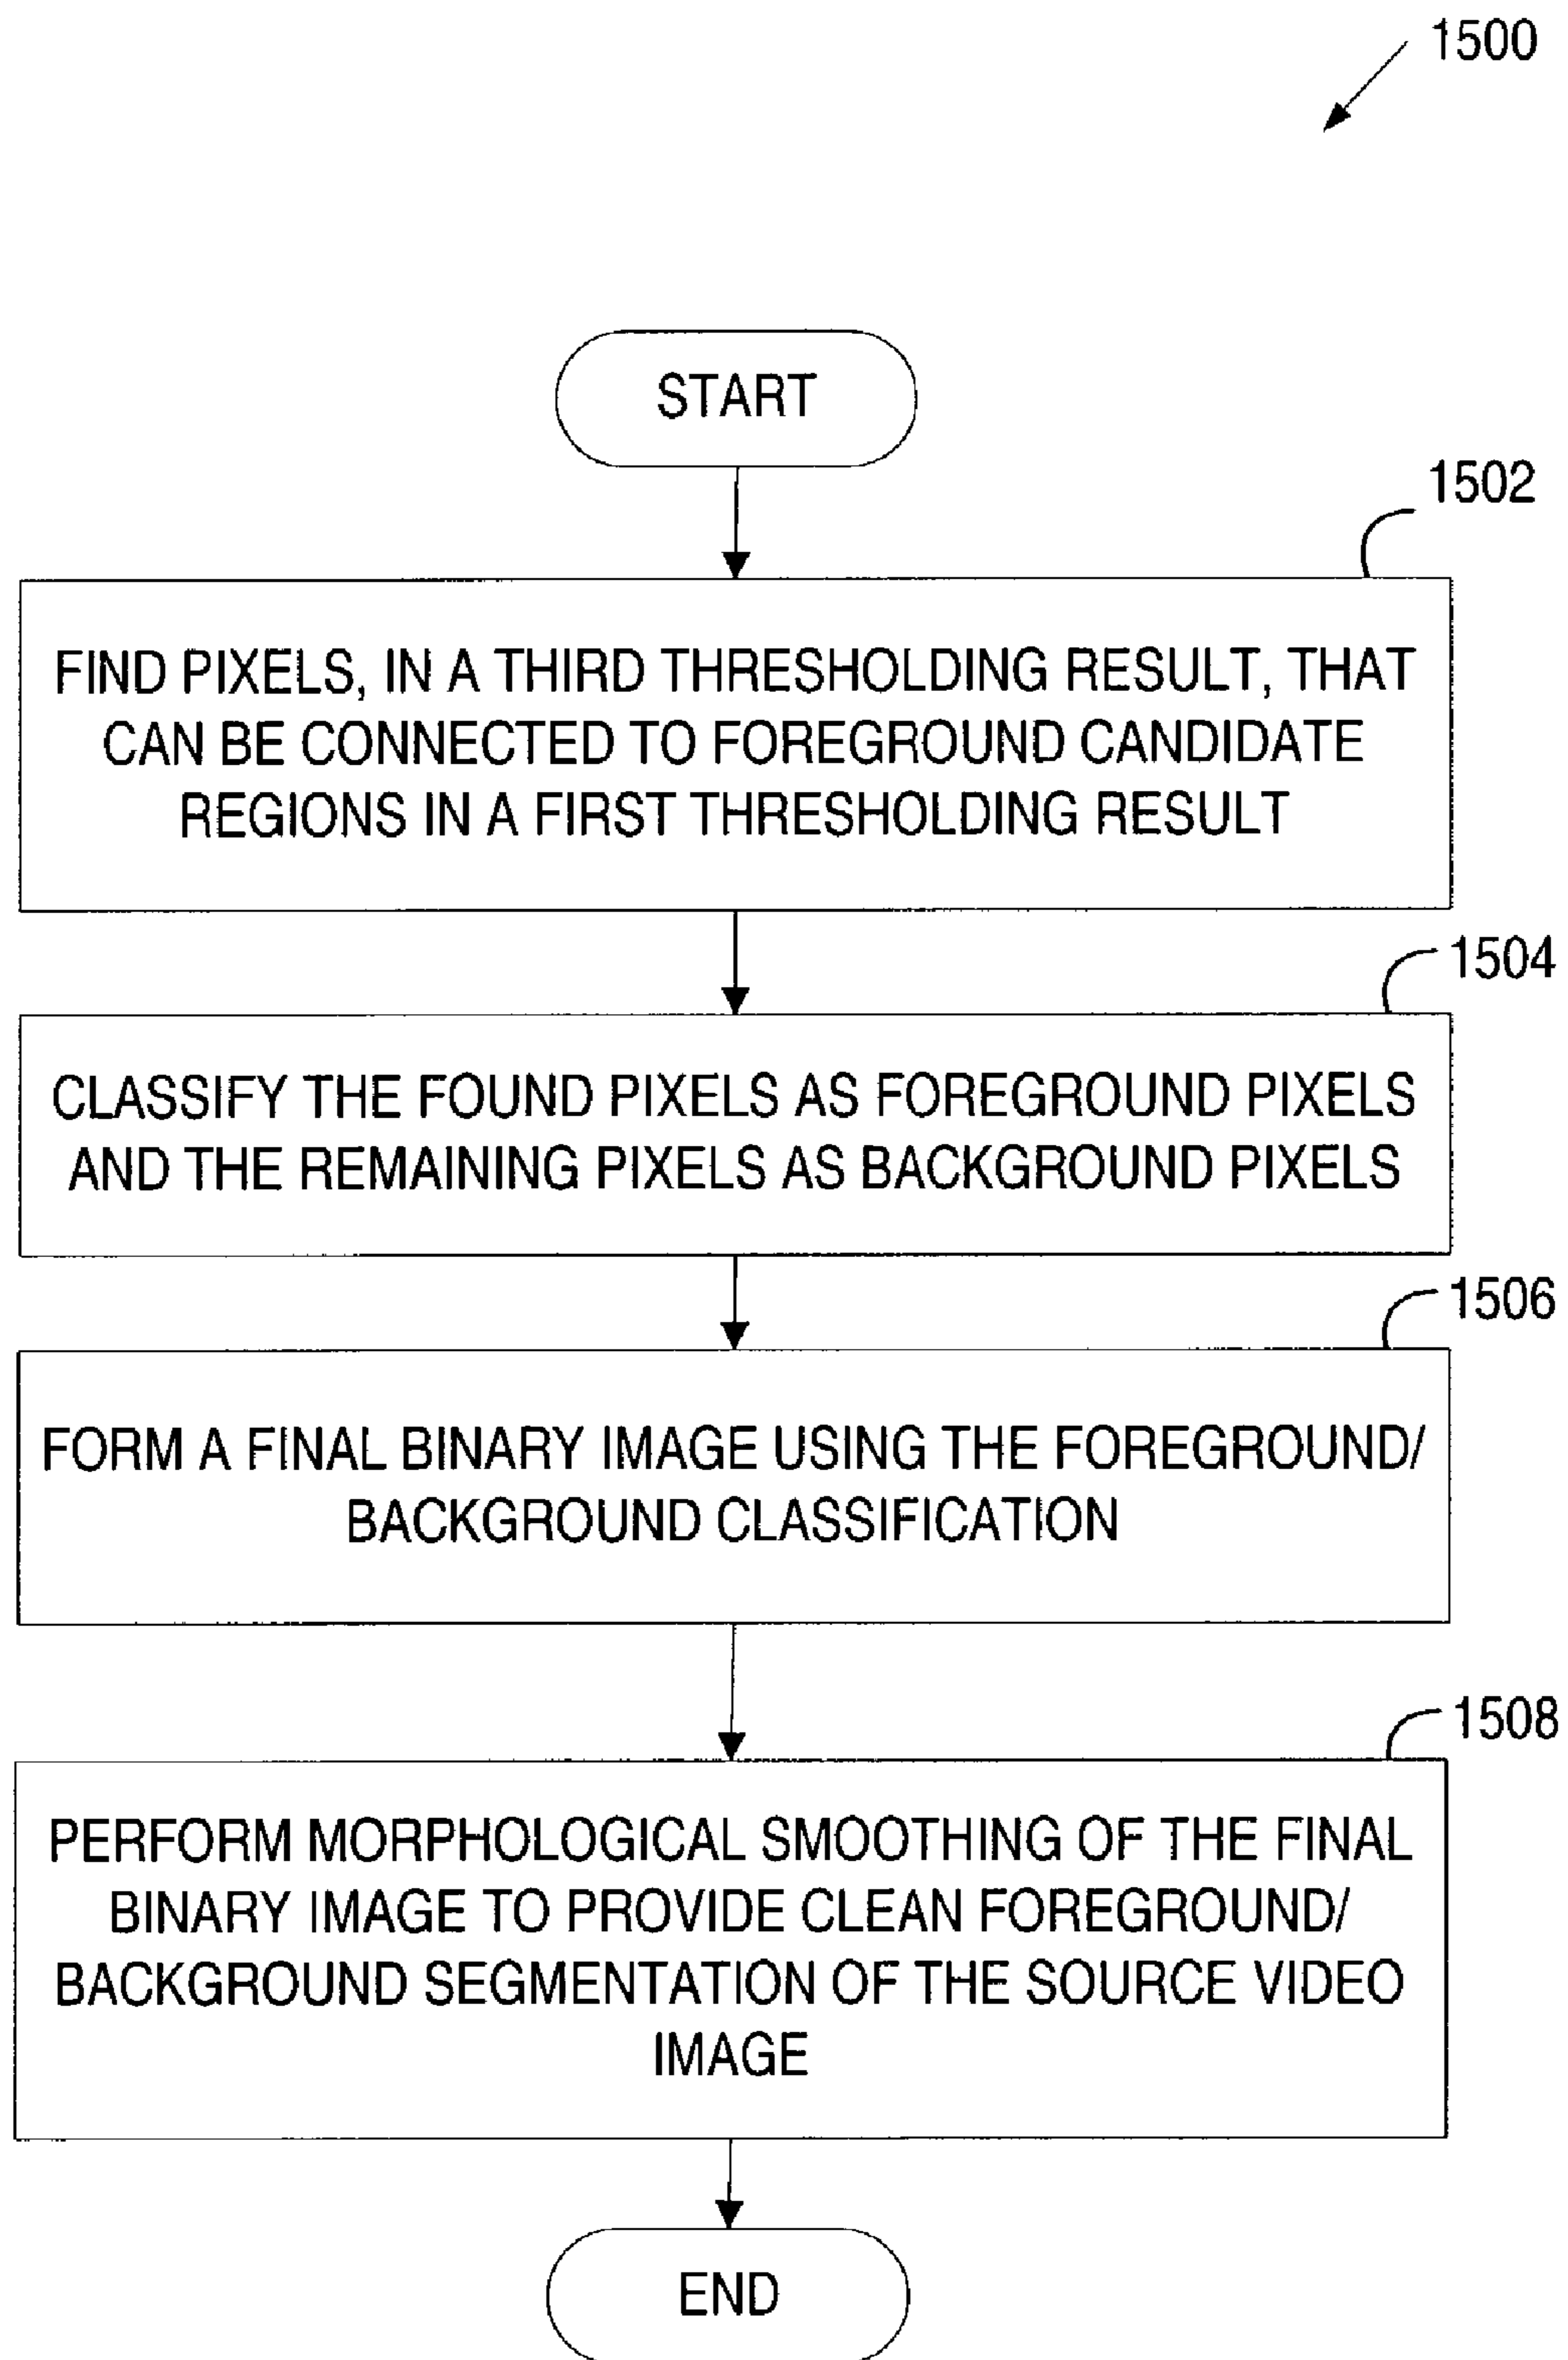 1500
START
1502
FIND PIXELS, IN A THIRD THRESHOLDING RESULT, THAT
CAN BE CONNECTED TO FOREGROUND CANDIDATE
REGIONS IN A FIRST THRESHOLDING RESULT
1504
CLASSIFY THE FOUND PIXELS AS FOREGROUND PIXELS
AND THE REMAINING PIXELS AS BACKGROUND PIXELS
1506
FORM A FINAL BINARY IMAGE USING THE FOREGROUND/
BACKGROUND CLASSIFICATION
1508
PERFORM MORPHOLOGICAL SMOOTHING OF THE FINAL
BINARY IMAGE TO PROVIDE CLEAN FOREGROUND/
BACKGROUND SEGMENTATION OF THE SOURCE VIDEO
IMAGE
END